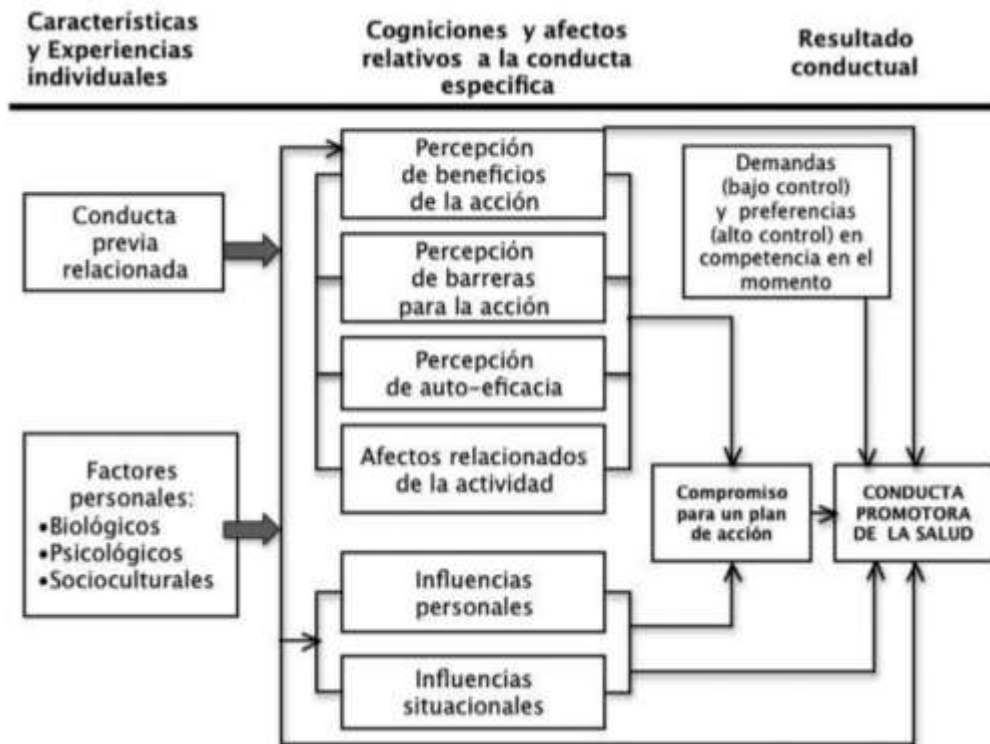 Características
y Experiencias
individuales
Cogniciones y afectos
relativos a la conducta
especifica
Resultado
conductual
Conducta
previa
relacionada
Factores
personales:
•Biológicos
•Psicológicos
•Socioculturales
Percepción
de beneficios
de la acción
Percepción
de barreras
para la acción
Percepción
de auto-eficacia
Afectos relacionados
de la actividad
Influencias
personales
Influencias
situacionales
Demandas
(bajo control)
y preferencias
(alto control) en
competencia en el
momento
Compromiso
para un plan
de acción
CONDUCTA
PROMOTORA
DE LA SALUD